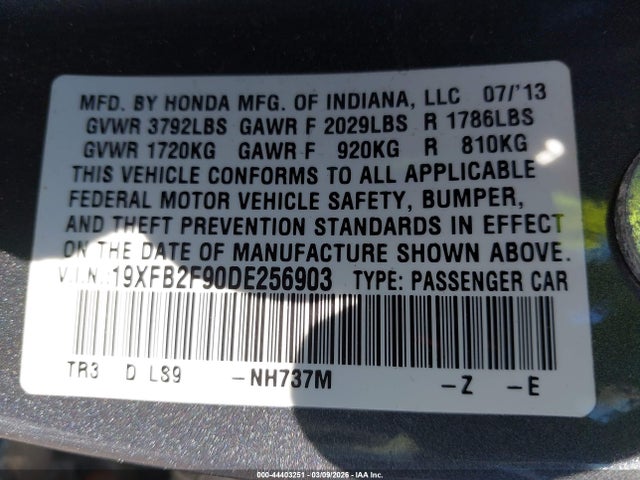 MFD. BY HONDA MFG. OF INDIANA, LLC 07/'13
GVWR 3792LBS GAWR F 2029LBS R 1786LBS
GVWR 1720KG GAWR F 920KG R 810KG
THIS VEHICLE CONFORMS TO ALL APPLICABLE
FEDERAL MOTOR VEHICLE SAFETY, BUMPER,
AND THEFT PREVENTION STANDARDS IN EFFECT
ON THE DATE OF MANUFACTURE SHOWN ABOVE.
V.I.N.:19XFB2F90DE256903 TYPE: PASSENGER CAR
TR3 D LS9 -NH737M -Z -E
000-44403251 - 03/09/2026 - IAA Inc.